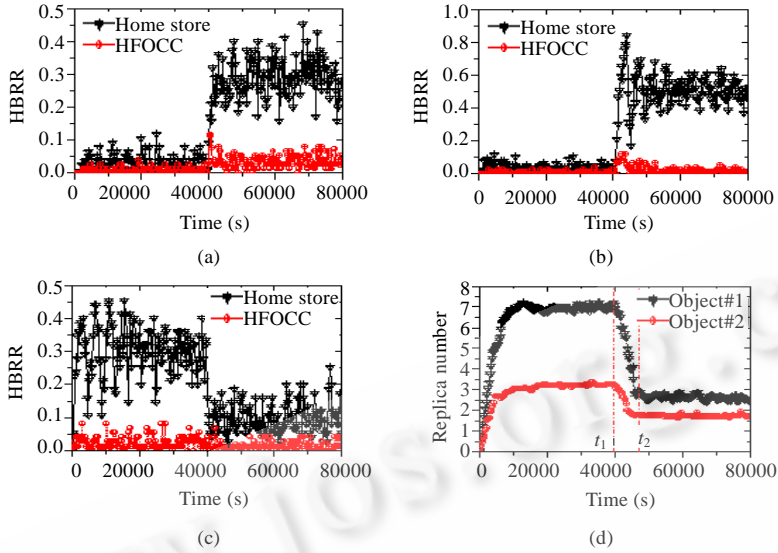 0.5
0.4
0.3
0.2
0.1
0.0
HBRR
Home store
HFOCC
0 20000 40000 60000 80000
Time (s)
(a)
1.0
0.8
0.6
0.4
0.2
0.0
HBRR
Home store
HFOCC
0 20000 40000 60000 80000
Time (s)
(b)
0.5
0.4
0.3
0.2
0.1
0.0
HBRR
Home store
HFOCC
0 20000 40000 60000 80000
Time (s)
(c)
8
7
6
5
4
3
2
1
0
Replica number
Object#1
Object#2
t1 t2
0 20000 40000 60000 80000
Time (s)
(d)